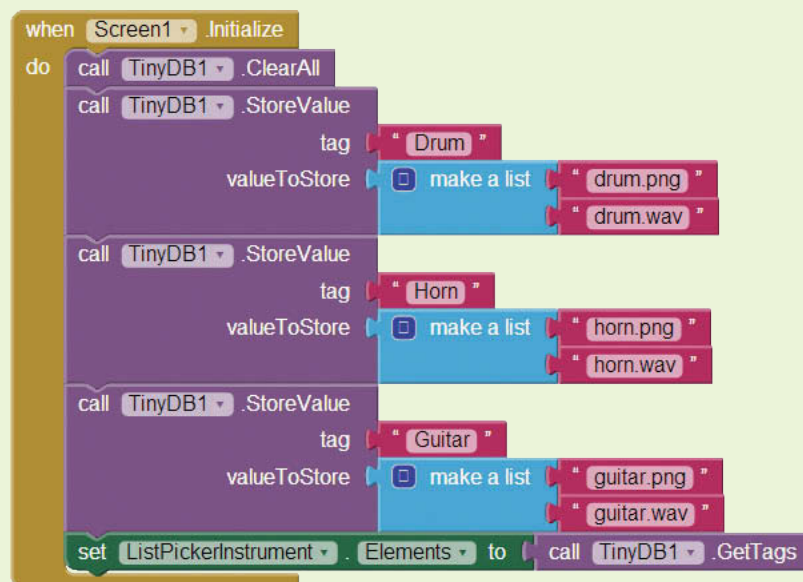 when Screen1 .Initialize
do call TinyDB1 .ClearAll
call TinyDB1 .StoreValue
tag " Drum "
valueToStore make a list " drum.png "
" drum.wav "
call TinyDB1 .StoreValue
tag " Horn "
valueToStore make a list " horn.png "
" horn.wav "
call TinyDB1 .StoreValue
tag " Guitar "
valueToStore make a list " guitar.png "
" guitar.wav "
set ListPickerInstrument . Elements to call TinyDB1 .GetTags